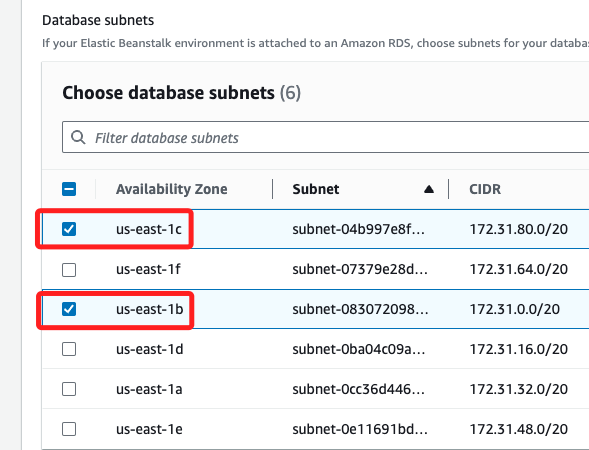 Database subnets
If your Elastic Beanstalk environment is attached to an Amazon RDS, choose subnets for your
Choose database subnets (6)
Filter database subnets
Availability Zone Subnet CIDR
us-east-1c subnet-04b997e8f... 172.31.80.0/20
us-east-1f subnet-07379e28d... 172.31.64.0/20
us-east-1b subnet-083072098... 172.31.0.0/20
us-east-1d subnet-0ba04c09a... 172.31.16.0/20
us-east-1a subnet-0cc36d446... 172.31.32.0/20
us-east-1e subnet-0e11691bd... 172.31.48.0/20